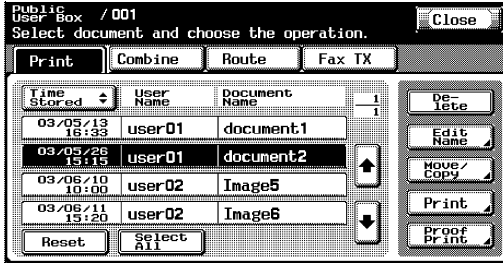 Public
User Box / 001
Close
Select document and choose the operation.
Print Combine Route Fax TX
Time
Stored
User
Name
Document
Name
1
1
03/05/13
16:33
user01 document1
03/05/26
15:15
user01 document2
03/06/10
10:00
user02 Image5
03/06/11
15:20
user02 Image6
Reset
Select
All
De-
lete
Edit
Name
Move/
Copy
Print
Proof
Print